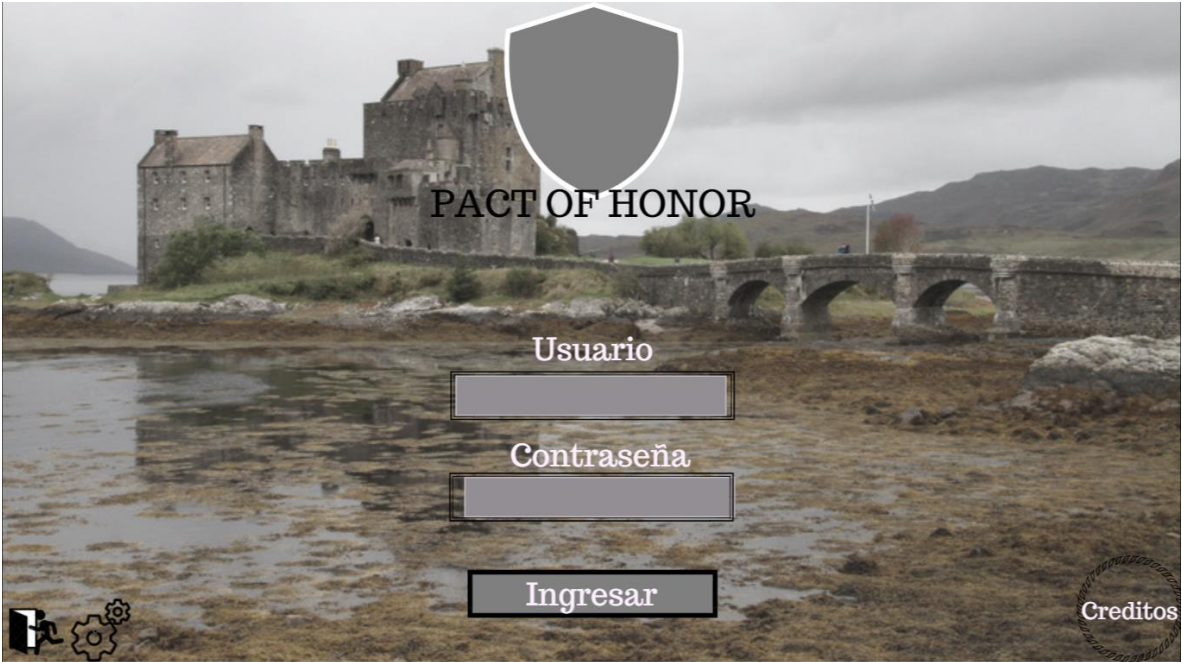 PACT OF HONOR
Usuario
Contraseña
Ingresar
Creditos